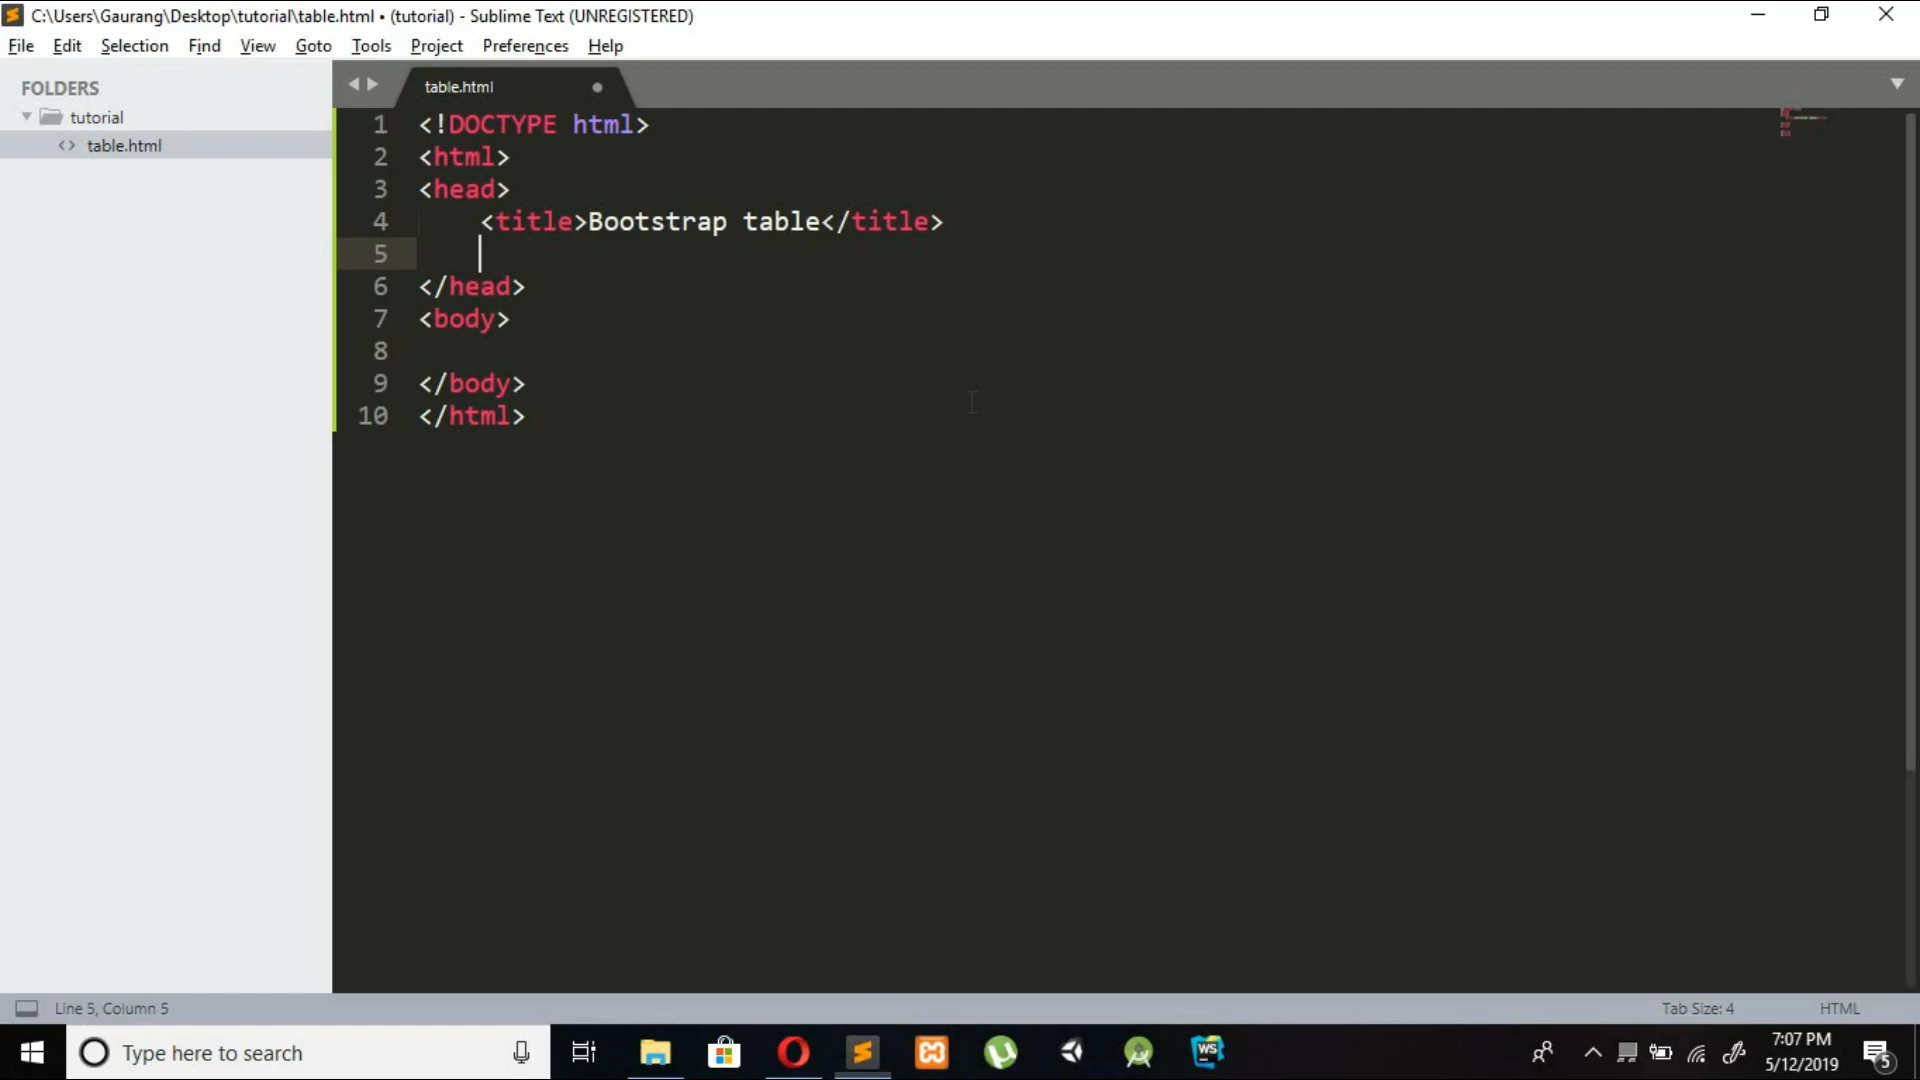 C:\Users\Gaurang\Desktop\tutorial\table.html • (tutorial) - Sublime Text (UNREGISTERED)
File Edit Selection Find View Goto Tools Project Preferences Help
FOLDERS
tutorial
<> table.html
table.html
1 <!DOCTYPE html>
2 <html>
3 <head>
4 <title>Bootstrap table</title>
5
6 </head>
7 <body>
8
9 </body>
10 </html>
Line 5, Column 5
Tab Size: 4
HTML
Type here to search
WS
7:07 PM
5/12/2019
5